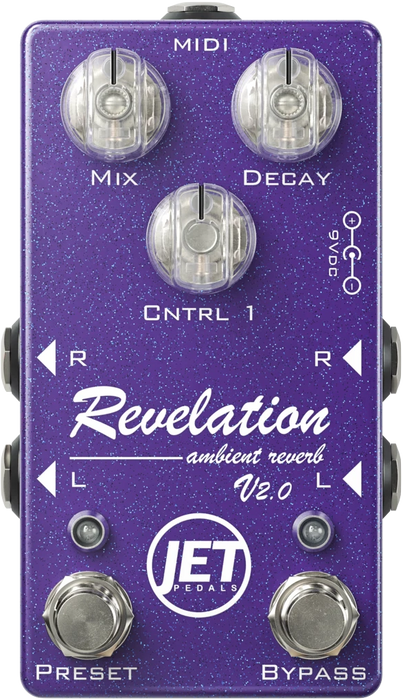 MIDI
MIX DECAY
CNTRL 1
+ 9VDC -
R R
Revelation
ambient reverb
L L
V2.0
JET
PEDALS
PRESET BYPASS